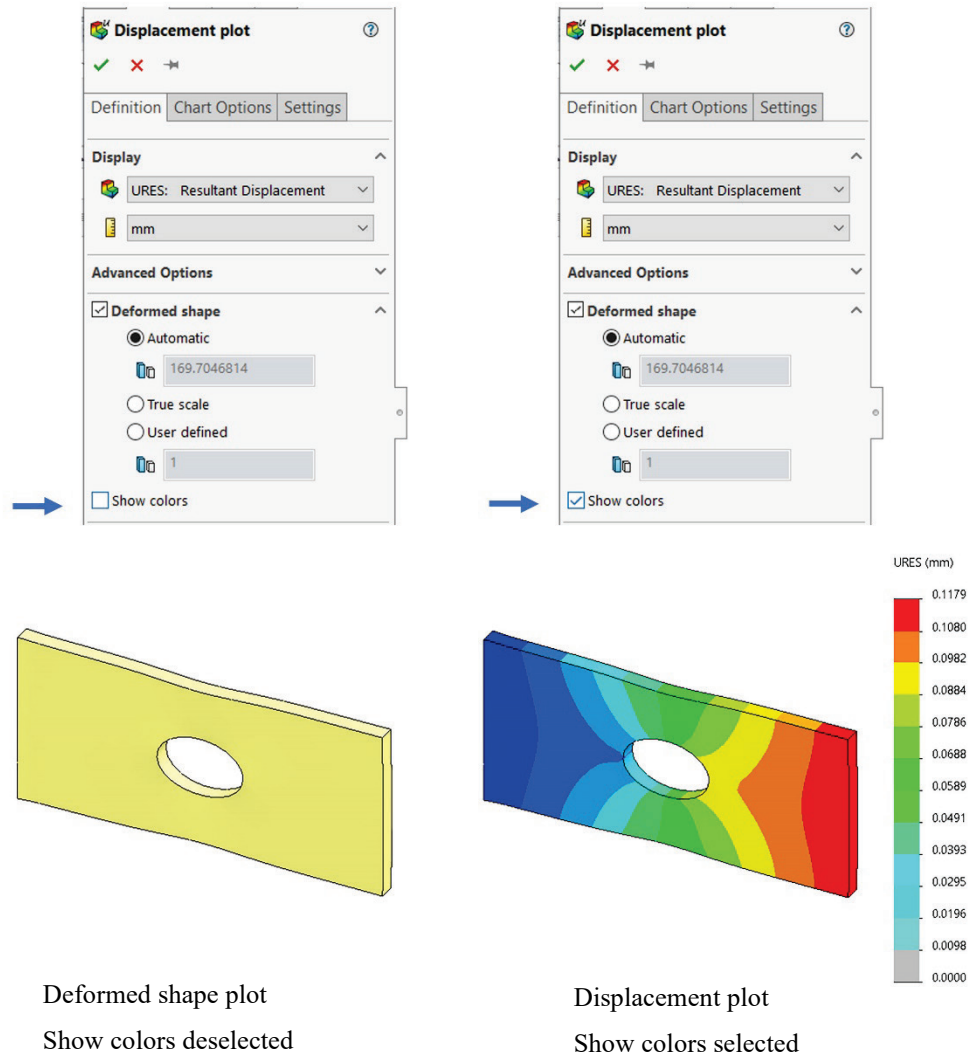 Displacement plot
Definition Chart Options Settings
Display
URES: Resultant Displacement
mm
Advanced Options
Deformed shape
Automatic
169.7046814
True scale
User defined
1
Show colors
Displacement plot
Definition Chart Options Settings
Display
URES: Resultant Displacement
mm
Advanced Options
Deformed shape
Automatic
169.7046814
True scale
User defined
1
Show colors
URES (mm)
0.1179
0.1080
0.0982
0.0884
0.0786
0.0688
0.0589
0.0491
0.0393
0.0295
0.0196
0.0098
0.0000
Deformed shape plot
Show colors deselected
Displacement plot
Show colors selected